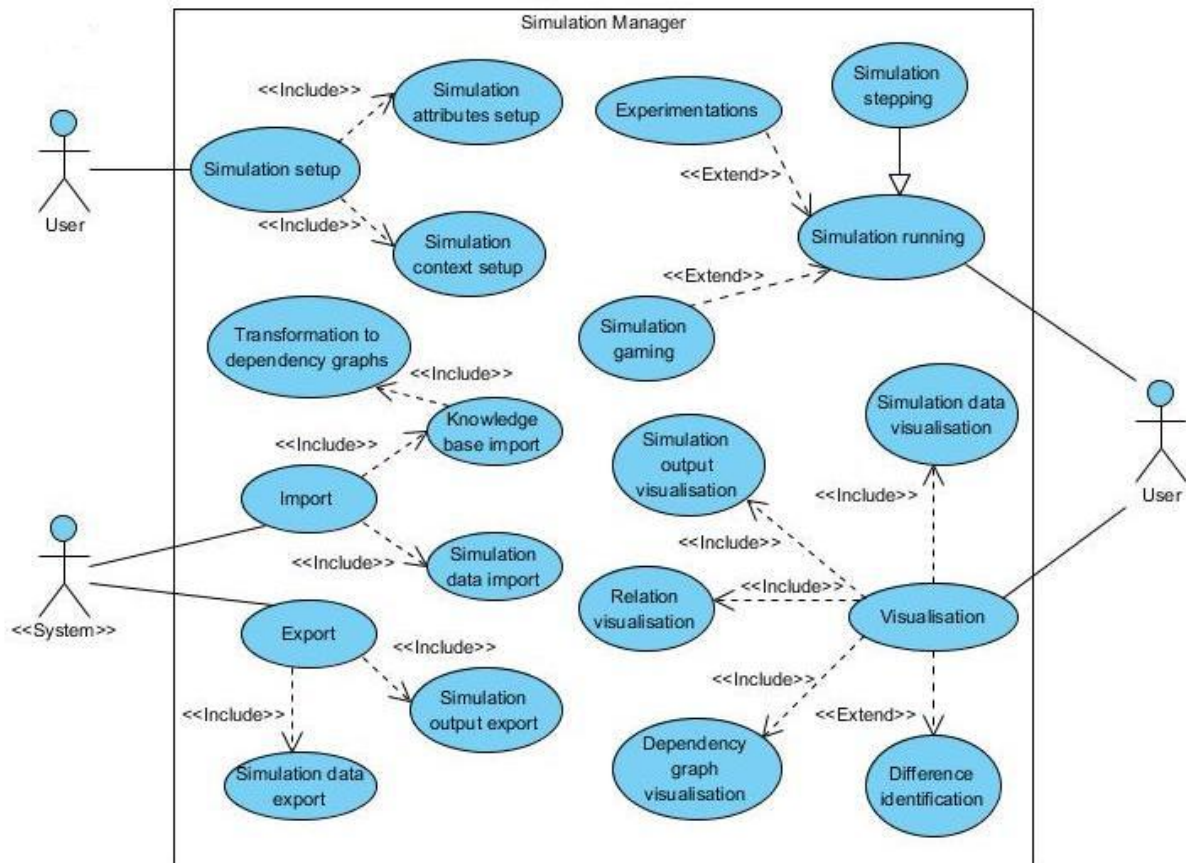 Simulation Manager
Simulation
stepping
Simulation
attributes setup
<<Include>>
Experimentations
Simulation setup
<<Extend>>
User
<<Include>>
Simulation running
Simulation
context setup
<<Extend>>
Transformation to
dependency graphs
Simulation
gaming
<<Include>>
Knowledge
base import
Simulation data
visualisation
<<Include>>
Simulation
output
visualisation
Import
<<Include>>
User
<<Include>>
<<Include>>
Simulation
data import
<<Include>>
Relation
visualisation
Visualisation
<<System>>
Export
<<Include>>
<<Include>>
Simulation
output export
<<Include>>
<<Extend>>
Dependency
graph
visualisation
Difference
identification
Simulation data
export